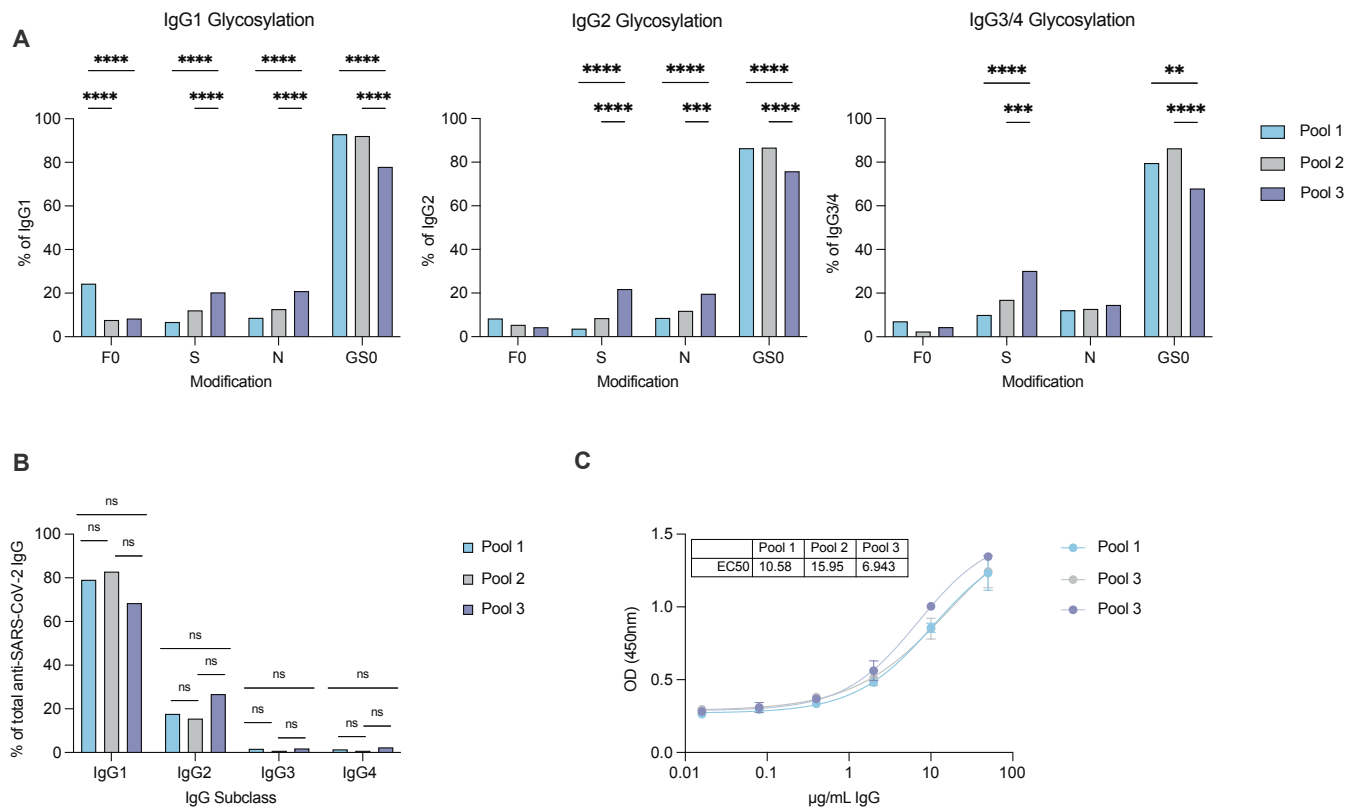 A
IgG1 Glycosylation
**** **** **** ****
**** **** **** ****
% of IgG1
100
80
60
40
20
0
F0 S N GS0
Modification
IgG2 Glycosylation
**** **** ****
**** *** ****
% of IgG2
100
80
60
40
20
0
F0 S N GS0
Modification
IgG3/4 Glycosylation
**** **
*** ****
% of IgG3/4
100
80
60
40
20
0
F0 S N GS0
Modification
Pool 1
Pool 2
Pool 3
B
% of total anti-SARS-CoV-2 IgG
100
80
60
40
20
0
ns
ns
ns
ns
ns
ns
ns
ns
ns
ns
ns
ns
IgG1 IgG2 IgG3 IgG4
IgG Subclass
Pool 1
Pool 2
Pool 3
C
OD (450nm)
1.5
1.0
0.5
0.0
Pool 1 Pool 2 Pool 3
EC50 10.58 15.95 6.943
0.01 0.1 1 10 100
µg/mL IgG
Pool 1
Pool 3
Pool 3